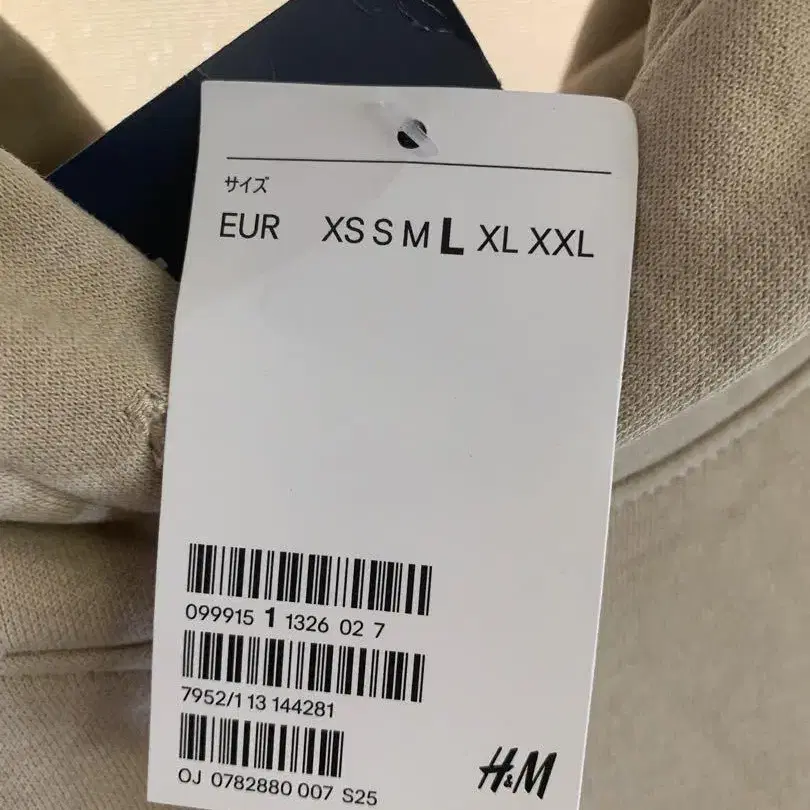 サイズ
EUR XS S M L XL XXL
099915 1 1326 02 7
7952/1 13 144281
OJ 0782880 007 S25
H&M